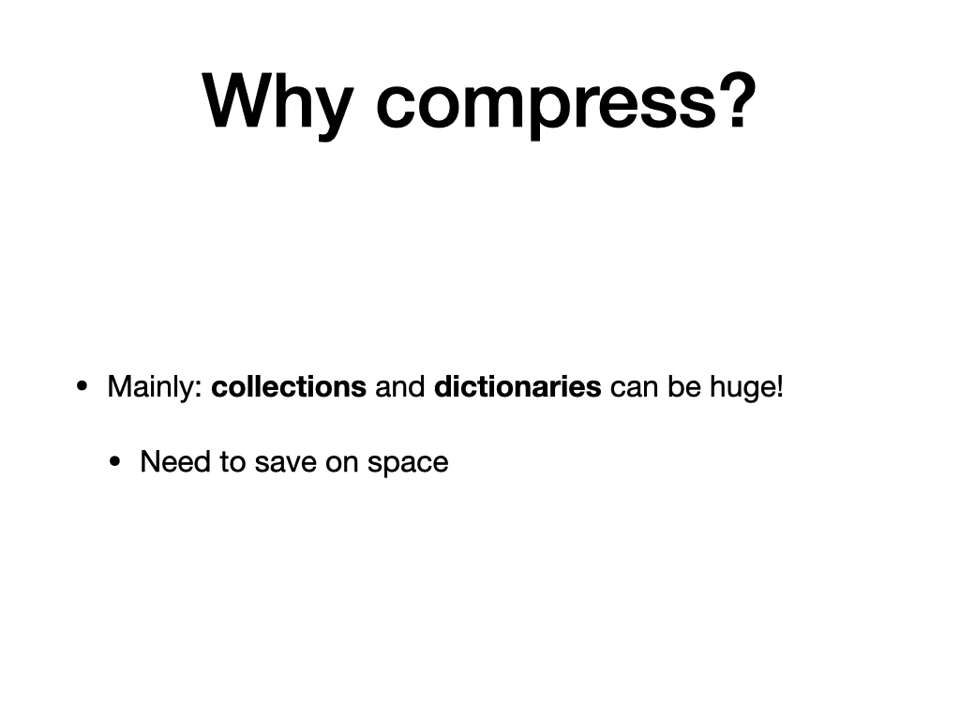 Why compress?
• Mainly: collections and dictionaries can be huge!
• Need to save on space